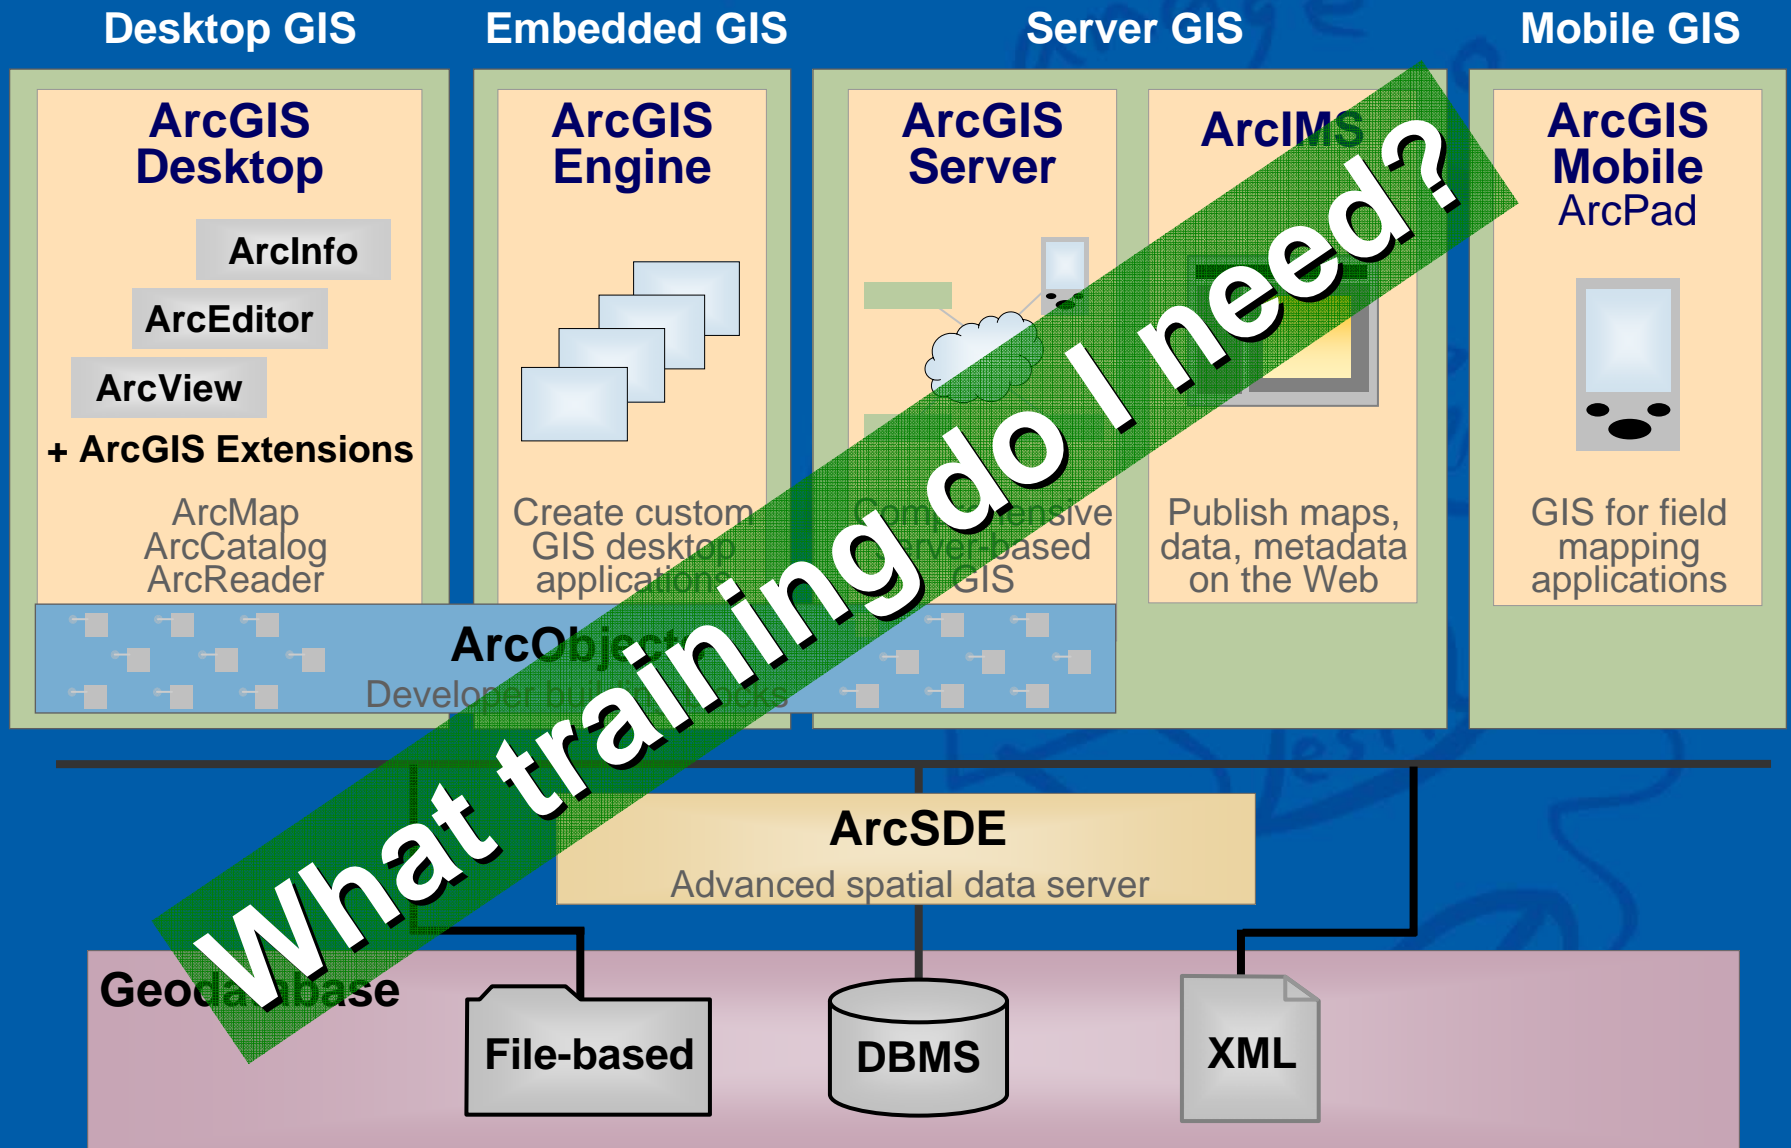 Desktop GIS
Embedded GIS
Server GIS
Mobile GIS
ArcGIS
Desktop
ArcInfo
ArcEditor
ArcView
+ ArcGIS Extensions
ArcMap
ArcCatalog
ArcReader
ArcGIS
Engine
Create custom
GIS desktop
applications
ArcGIS
Server
Comprehensive
server-based
GIS
ArcIMS
Publish maps,
data, metadata
on the Web
ArcGIS
Mobile
ArcPad
GIS for field
mapping
applications
ArcObjects
Developer building blocks
What training do I need?
ArcSDE
Advanced spatial data server
Geodatabase
File-based
DBMS
XML